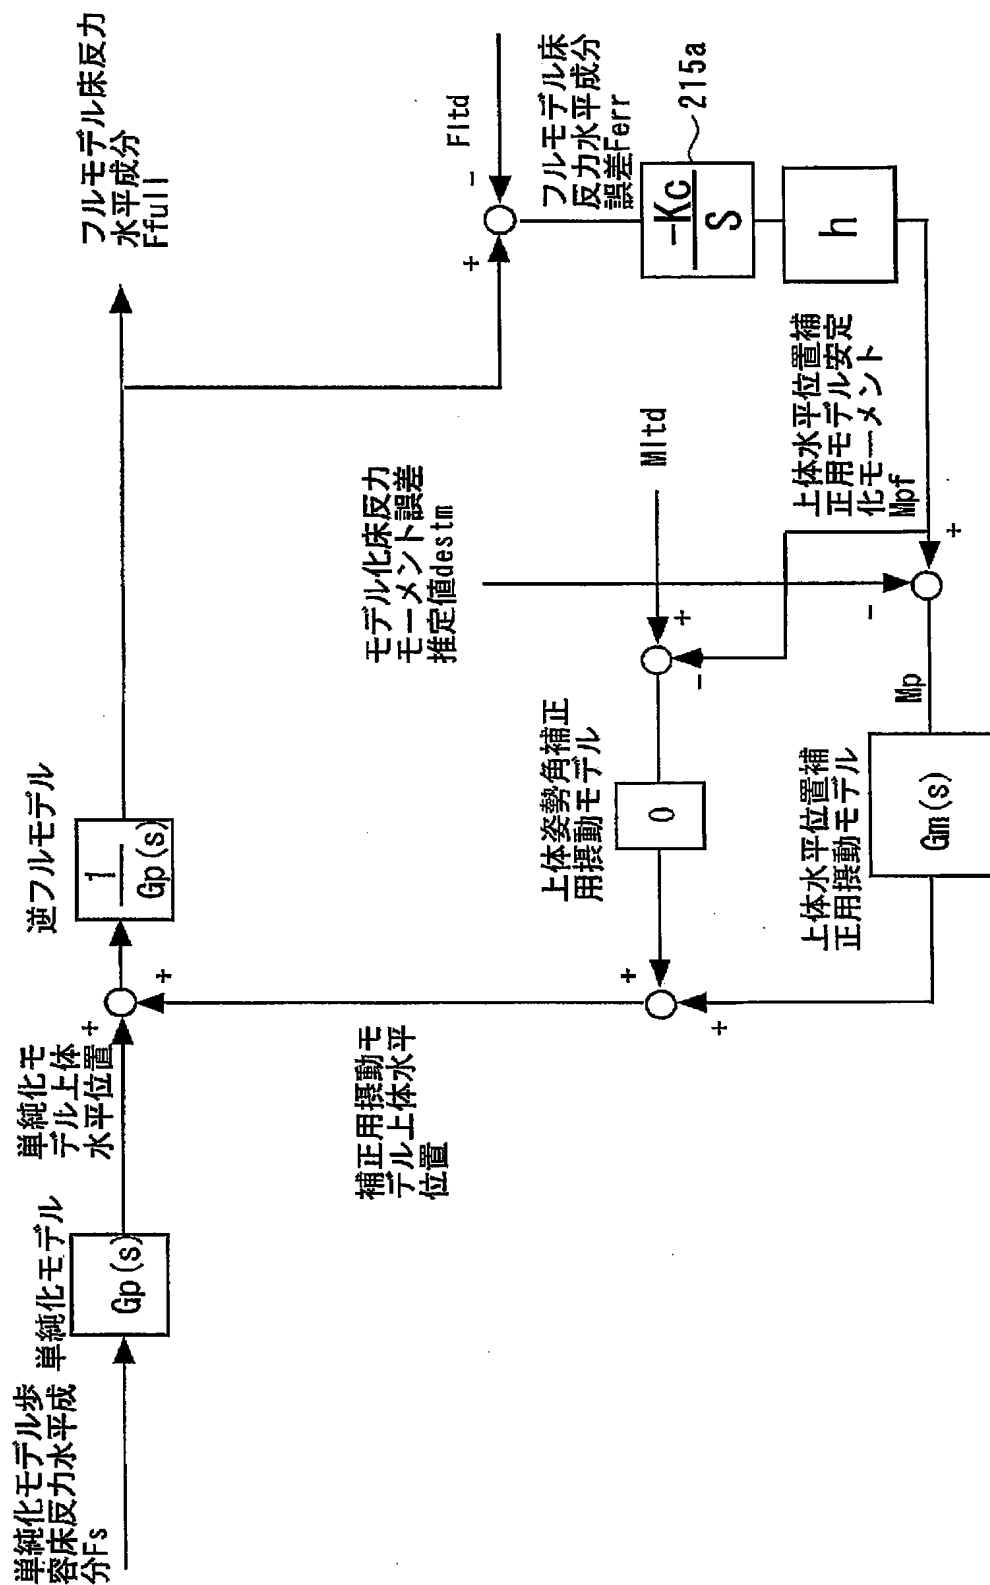 フルモデル床反力
水平成分
Ffull
逆フルモデル
1
Gp(s)
+
+
単純化モ
デル上体
水平位置
単純化モデル
Gp(s)
単純化モデル歩
容床反力水平成
分Fs
Fltd
-
+
フルモデル床
反力水平成分
誤差Ferr
215a
-Kc
S
h
モデル化床反力
モーメント誤差
推定値destm
Mltd
+
-
上体水平位置補
正用モデル安定
化モーメント
Mpf
+
-
上体姿勢角補正
用摂動モデル
0
+
+
補正用摂動モ
デル上体水平
位置
Mp
上体水平位置補
正用摂動モデル
Gm(s)